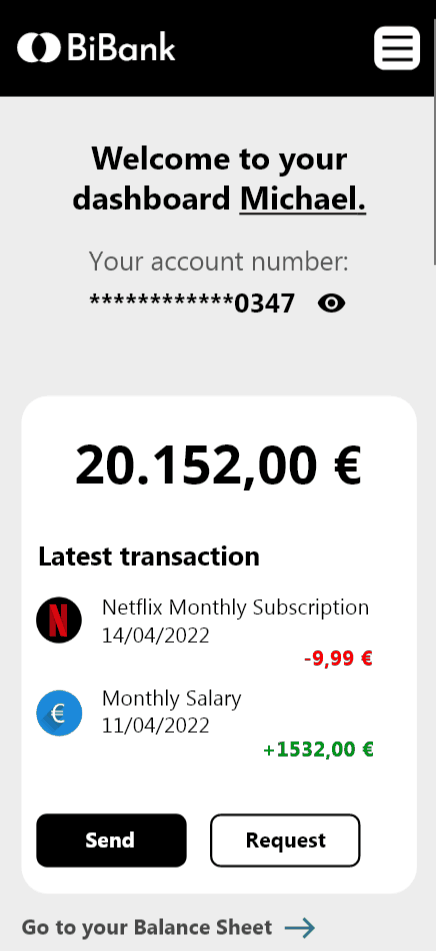 BiBank
Welcome to your
dashboard Michael.
Your account number:
************0347
20.152,00 €
Latest transaction
N
Netflix Monthly Subscription
14/04/2022
-9,99 €
€
Monthly Salary
11/04/2022
+1532,00 €
Send
Request
Go to your Balance Sheet